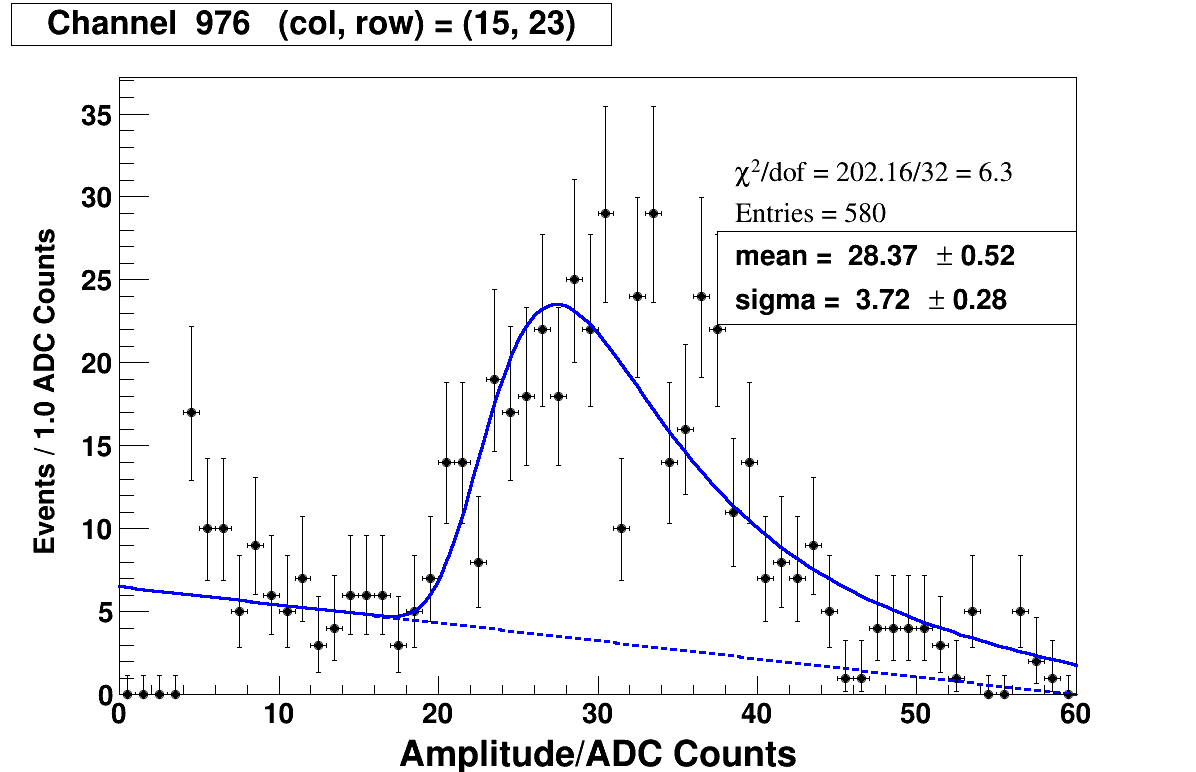 Channel 976 (col, row) = (15, 23)
35
30
25
20
15
10
5
0
Events / 1.0 ADC Counts
χ²/dof = 202.16/32 = 6.3
Entries = 580
mean = 28.37 ± 0.52
sigma = 3.72 ± 0.28
0 10 20 30 40 50 60
Amplitude/ADC Counts